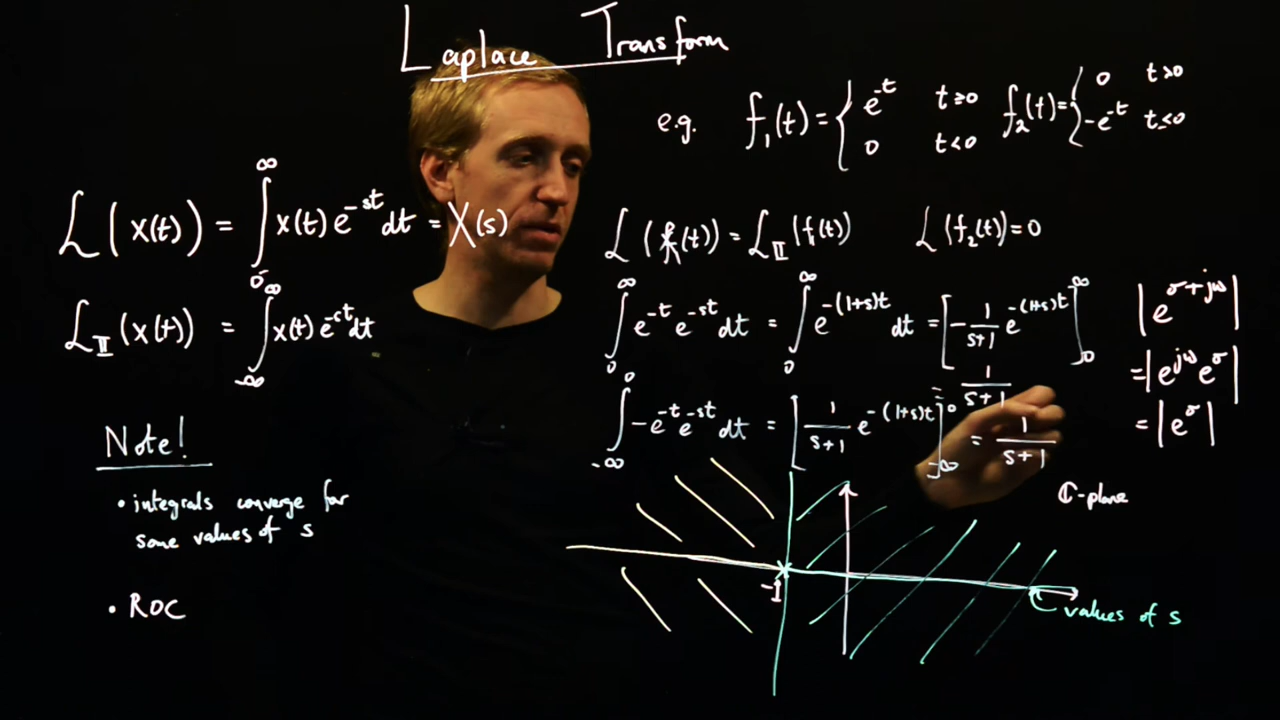 Laplace Transform
e.g. f₁(t) = { e^-t t≥0
0 t<0
f₂(t) = { 0 t>0
-e^-t t≤0
ℒ(x(t)) = ∫_0^-^∞ x(t) e^-st dt = X(s)
ℒ_II(x(t)) = ∫_-∞^∞ x(t) e^-st dt
ℒ(f₁(t)) = ℒ_II(f₁(t)) ℒ(f₂(t)) = 0
∫_0^∞ e^-t e^-st dt = ∫_0^∞ e^-(1+s)t dt = [-1/(s+1) e^-(1+s)t]_0^∞
= 1/(s+1)
∫_-∞^0 -e^-t e^-st dt = [1/(s+1) e^-(1+s)t]_-∞^0 = 1/(s+1)
|e^σ+jω|
=|e^jω e^σ|
=|e^σ|
Note!
• integrals converge for
some values of s
• ROC
ℂ-plane
-1
values of s